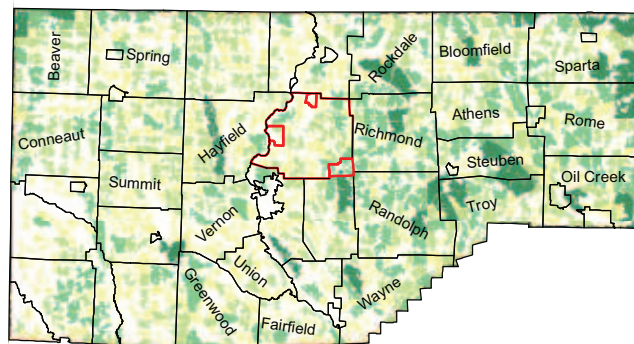 Beaver
Spring
Rockdale
Bloomfield
Sparta
Conneaut
Hayfield
Richmond
Athens
Rome
Summit
Steuben
Oil Creek
Vernon
Randolph
Troy
Union
Greenwood
Wayne
Fairfield